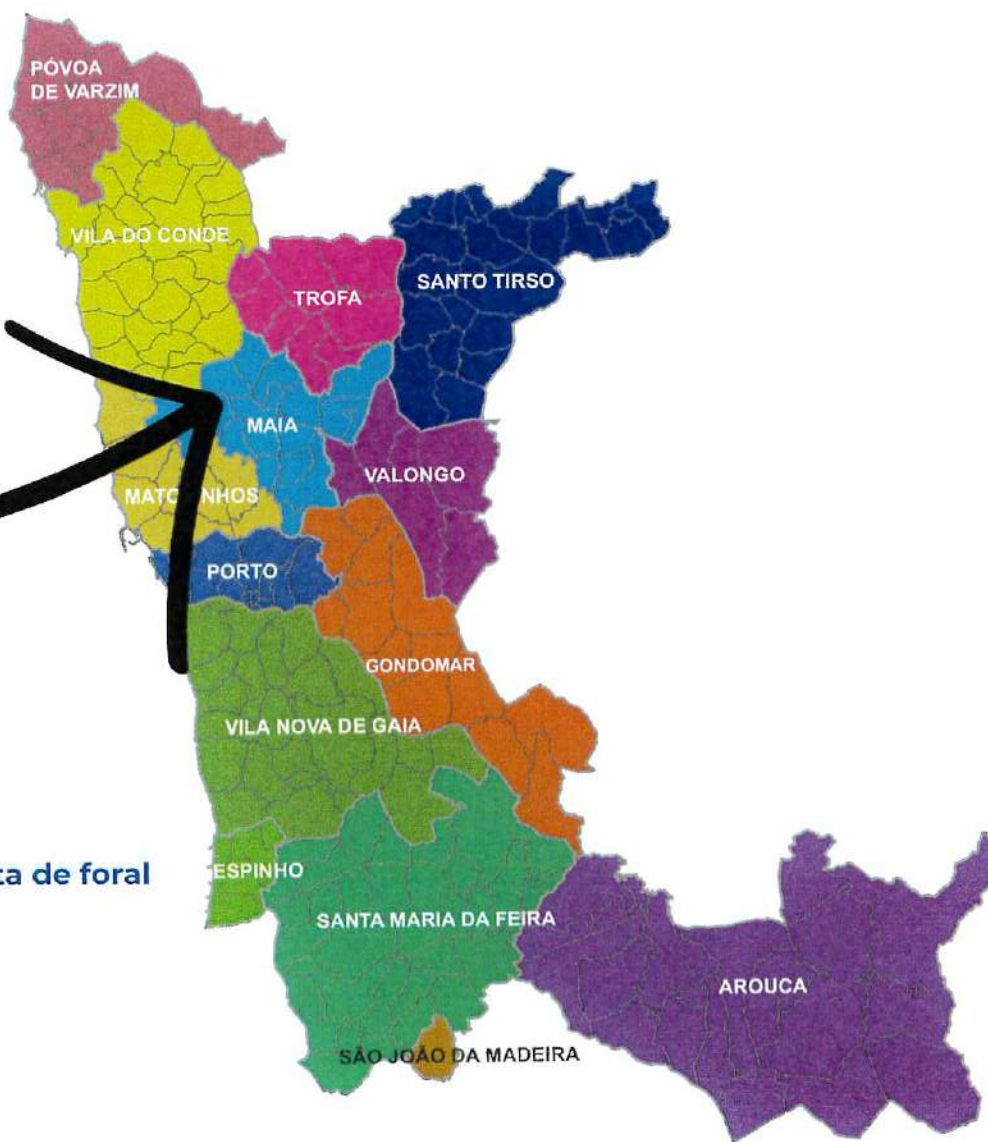 PÓVOA
DE VARZIM
VILA DO CONDE
SANTO TIRSO
TROFA
MAIA
VALONGO
PORTO
GONDOMAR
VILA NOVA DE GAIA
de foral
ESPINHO
SANTA MARIA DA FEIRA
AROUCA
SÃO JOÃO DA MADEIRA